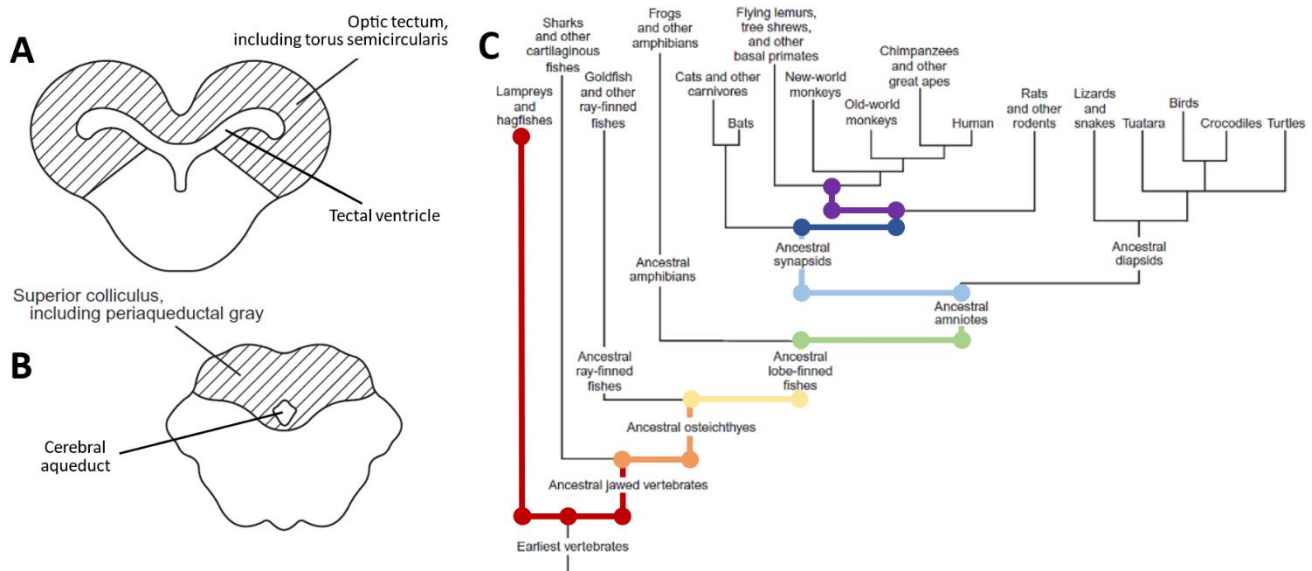 A
Optic tectum,
including torus semicircularis
Tectal ventricle
Superior colliculus,
including periaqueductal gray
B
Cerebral
aqueduct
C
Lampreys
and
hagfishes
Sharks
and other
cartilaginous
fishes
Goldfish
and other
ray-finned
fishes
Frogs
and other
amphibians
Cats and other
carnivores
Bats
Flying lemurs,
tree shrews,
and other
basal primates
New-world
monkeys
Old-world
monkeys
Chimpanzees
and other
great apes
Human
Rats
and other
rodents
Lizards
and
snakes
Tuatara
Birds
Crocodiles
Turtles
Ancestral
synapsids
Ancestral
diapsids
Ancestral
amphibians
Ancestral
amniotes
Ancestral
ray-finned
fishes
Ancestral
lobe-finned
fishes
Ancestral osteichthyes
Ancestral jawed vertebrates
Earliest vertebrates